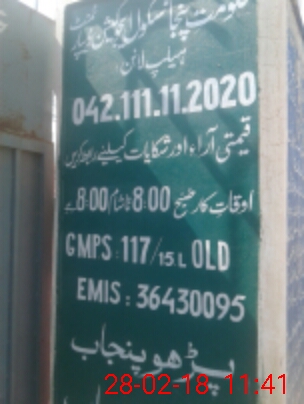 حکومت پنجاب سکول ایجوکیشن ڈیپارٹمنٹ
ہیلپ لائن
042.111.11.2020
قیمتی آراء اور شکایات کیلئے رابطہ کریں
اوقات کار صبح 8:00 تا شام 8:00 بجے
GMPS: 117/15L OLD
EMIS: 36430095
پڑھو پنجاب
28-02-18 11:41